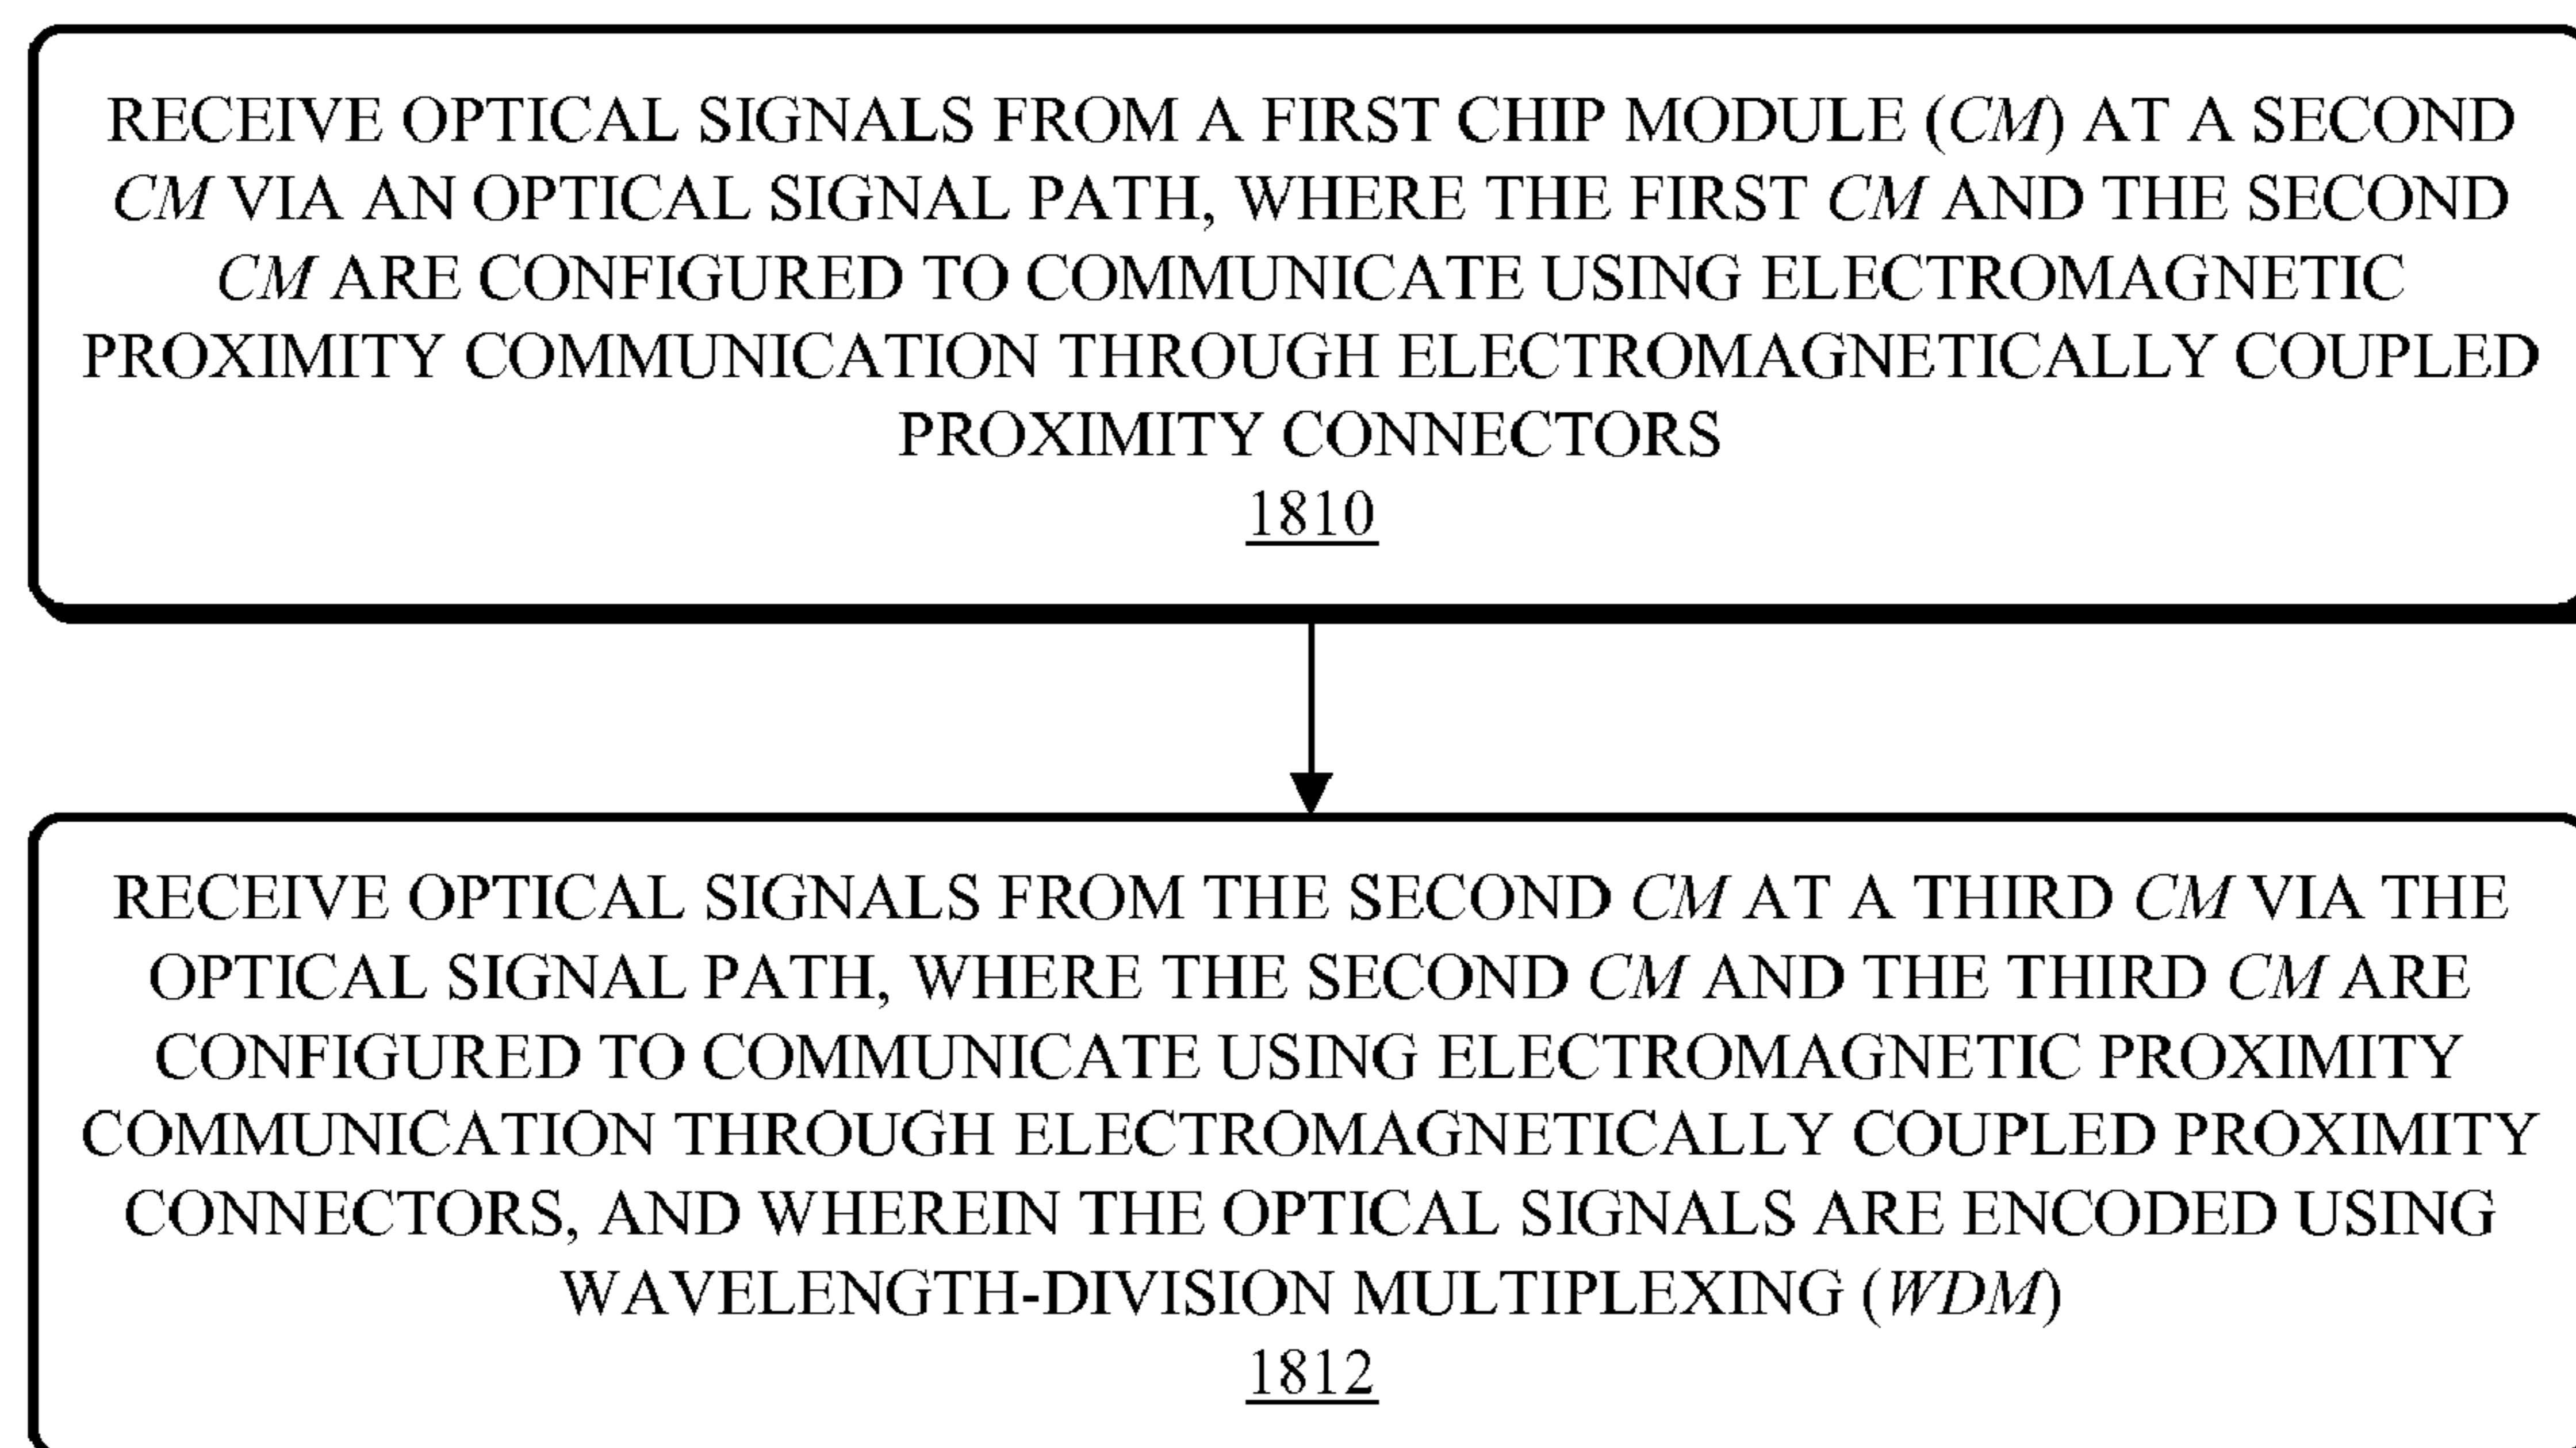 RECEIVE OPTICAL SIGNALS FROM A FIRST CHIP MODULE (CM) AT A SECOND
CM VIA AN OPTICAL SIGNAL PATH, WHERE THE FIRST CM AND THE SECOND
CM ARE CONFIGURED TO COMMUNICATE USING ELECTROMAGNETIC
PROXIMITY COMMUNICATION THROUGH ELECTROMAGNETICALLY COUPLED
PROXIMITY CONNECTORS
1810
RECEIVE OPTICAL SIGNALS FROM THE SECOND CM AT A THIRD CM VIA THE
OPTICAL SIGNAL PATH, WHERE THE SECOND CM AND THE THIRD CM ARE
CONFIGURED TO COMMUNICATE USING ELECTROMAGNETIC PROXIMITY
COMMUNICATION THROUGH ELECTROMAGNETICALLY COUPLED PROXIMITY
CONNECTORS, AND WHEREIN THE OPTICAL SIGNALS ARE ENCODED USING
WAVELENGTH-DIVISION MULTIPLEXING (WDM)
1812